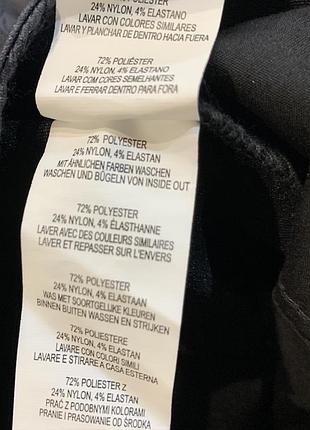 24% NYLON, 4% ELASTANO
LAVAR CON COLORES SIMILARES
LAVAR Y PLANCHAR DE DENTRO HACIA FUERA
72% POLIÉSTER
24% NYLON, 4% ELASTANO
LAVAR COM CORES SEMELHANTES
LAVAR E FERRAR DENTRO PARA FORA
72% POLYESTER
24% NYLON, 4% ELASTAN
MIT ÄHNLICHEN FARBEN WASCHEN
WASCHEN UND BÜGELN VON INSIDE OUT
72% POLYESTER
24% NYLON, 4% ÉLASTHANNE
LAVER AVEC DES COULEURS SIMILAIRES
LAVER ET REPASSER SUR L'ENVERS
72% POLYESTER
24% NYLON, 4% ELASTAAN
WAS MET SOORTGELIJKE KLEUREN
BINNEN BUITEN WASSEN EN STRIJKEN
72% POLIESTERE
24% NYLON, 4% ELASTAN
LAVARE CON COLORI SIMILI
LAVARE E STIRARE A CASA ESTERNA
72% POLIESTER Z
24% NYLON, 4% ELASTAN
PRAĆ Z PODOBNYMI KOLORAMI
PRANIE I PRASOWANIE OD ŚRODKA